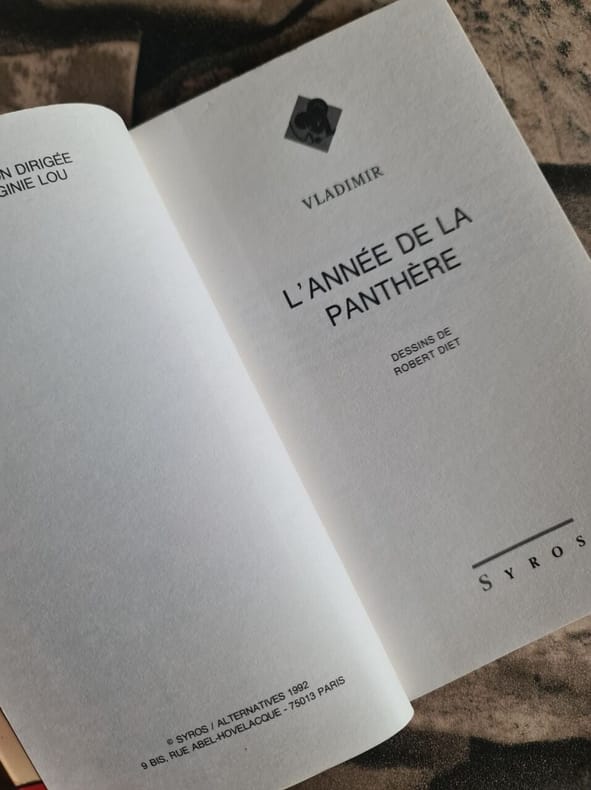 N DIRIGÉE
GINIE LOU
© SYROS / ALTERNATIVES 1992
9 BIS, RUE ABEL-HOVELACQUE - 75013 PARIS
VLADIMIR
L'ANNÉE DE LA
PANTHÈRE
DESSINS DE
ROBERT DIET
SYROS